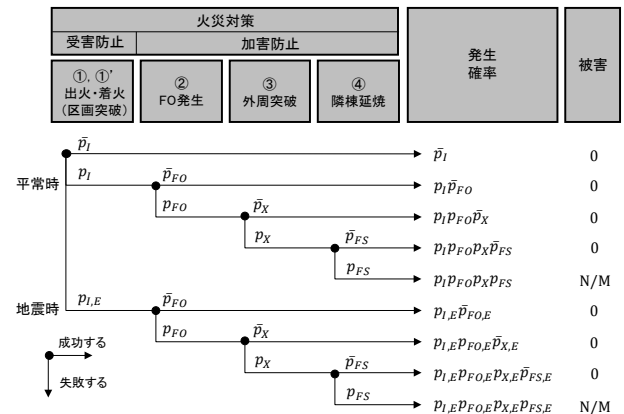 火災対策
受害防止 加害防止
発生
確率
被害
①, ①’
出火・着火
(区画突破)
②
FO発生
③
外周突破
④
隣棟延焼
p̄_I p̄_I 0
平常時 p_I p̄_FO p_I p̄_FO 0
p_FO p̄_X p_I p_FO p̄_X 0
p_X p̄_FS p_I p_FO p_X p̄_FS 0
p_FS p_I p_FO p_X p_FS N/M
地震時 p_I,E p̄_FO p_I,E p̄_FO,E 0
p_FO p̄_X p_I,E p_FO,E p̄_X,E 0
p_X p̄_FS p_I,E p_FO,E p_X,E p̄_FS,E 0
p_FS p_I,E p_FO,E p_X,E p_FS,E N/M
成功する
失敗する